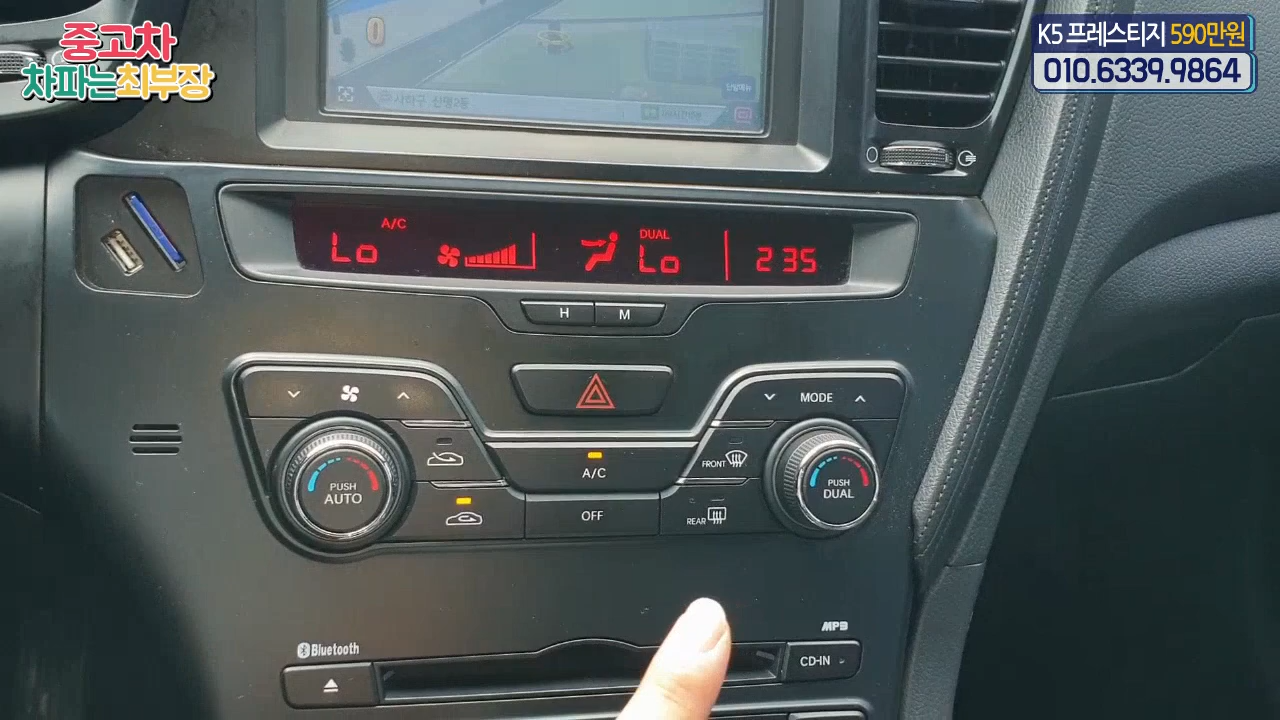 중고차
차파는최부장
K5 프레스티지 590만원
010.6339.9864
A/C
Lo
DUAL
Lo
2 35
H
M
MODE
PUSH
AUTO
A/C
OFF
FRONT
REAR
PUSH
DUAL
Bluetooth
MP3
CD-IN